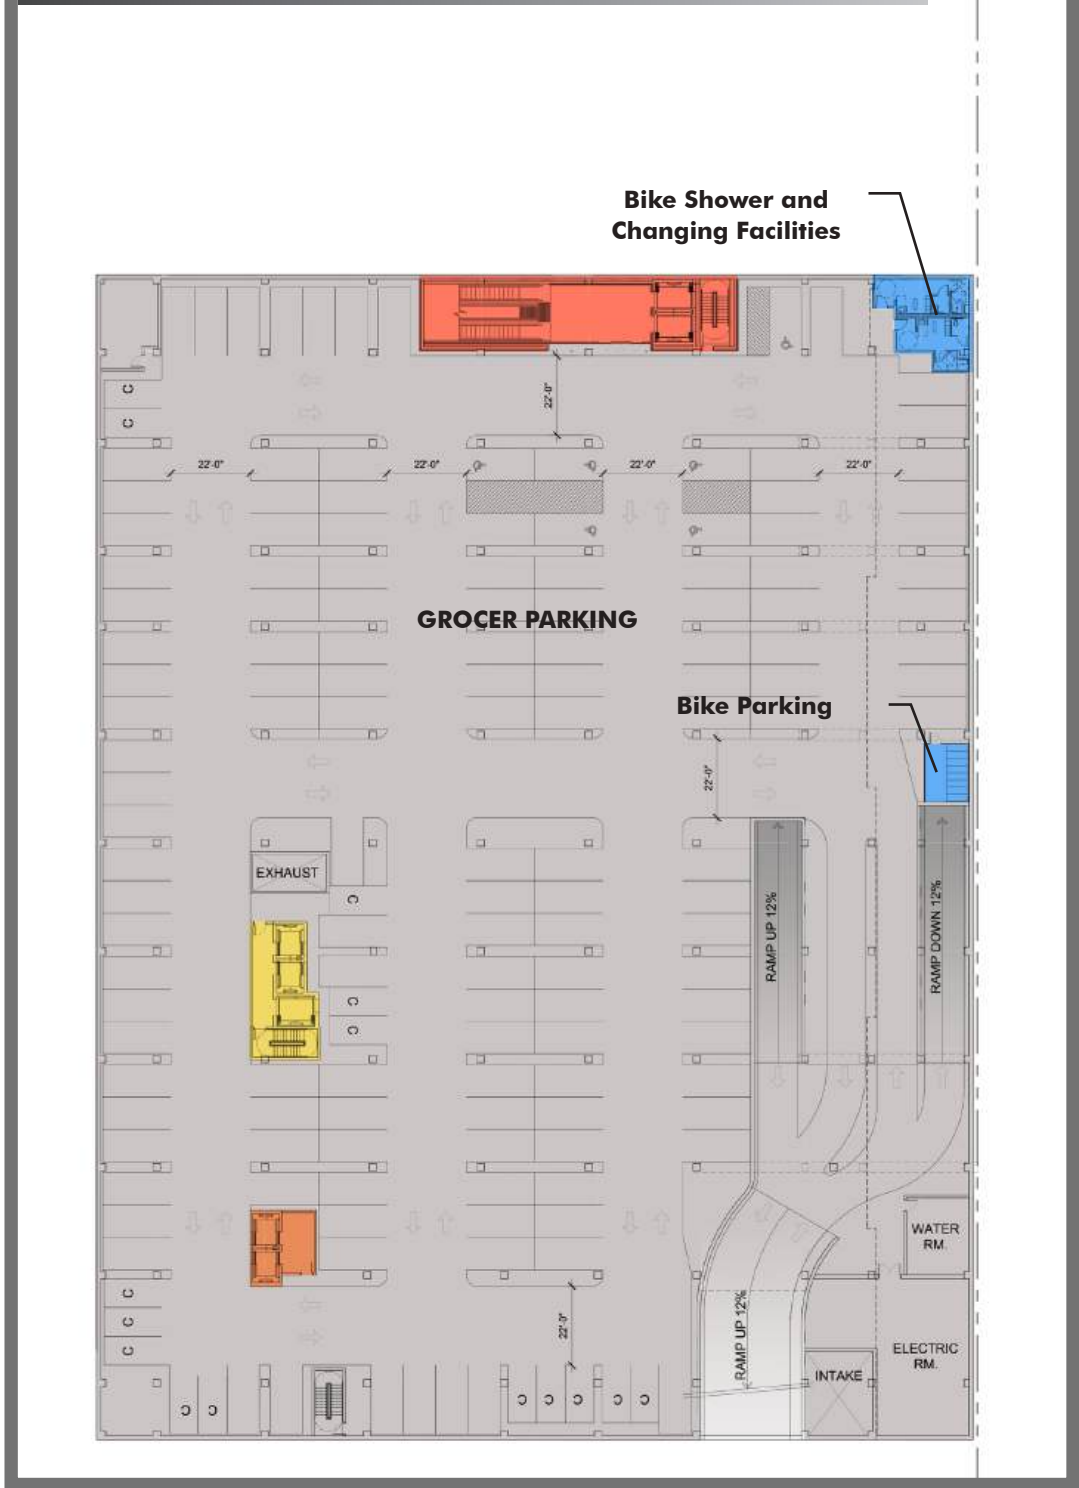 Bike Shower and
Changing Facilities
C
C
22'-0"
22'-0"
22'-0"
22'-0"
22'-0"
GROCER PARKING
Bike Parking
22'-0"
EXHAUST
C
RAMP UP 12%
RAMP DOWN 12%
C
C
WATER
RM.
C
C
C
22'-0"
RAMP UP 12%
ELECTRIC
RM.
INTAKE
C
C
C
C
C
C
C